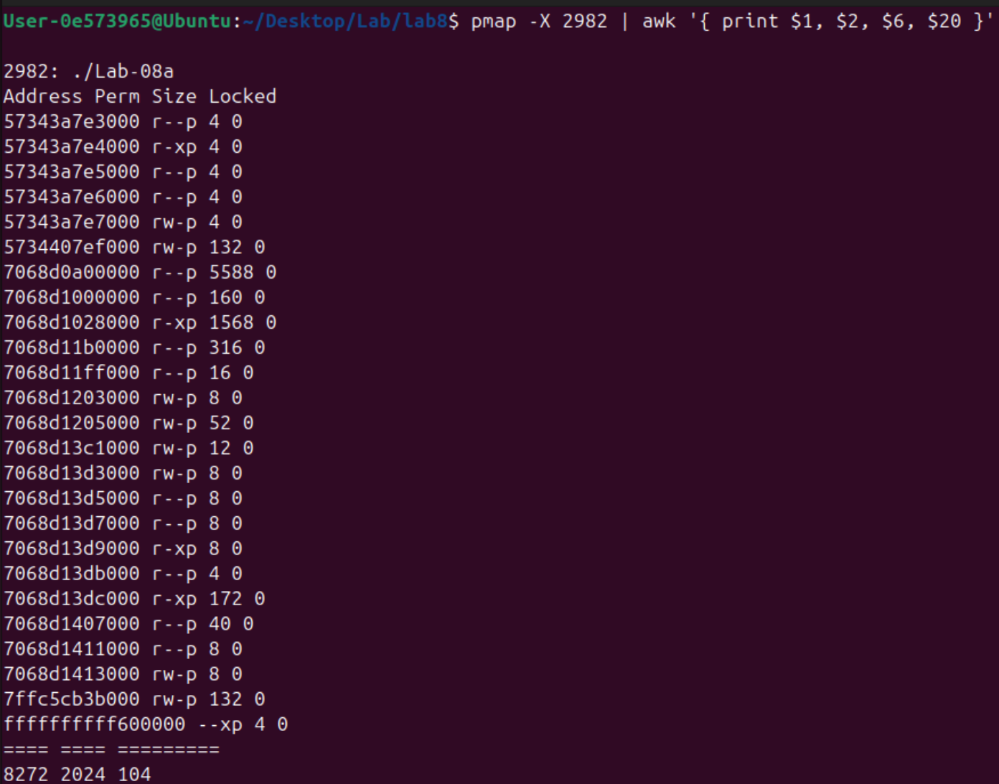 User-0e573965@Ubuntu:~/Desktop/Lab/lab8$ pmap -X 2982 | awk '{ print $1, $2, $6, $20 }'
2982: ./Lab-08a
Address Perm Size Locked
57343a7e3000 r--p 4 0
57343a7e4000 r-xp 4 0
57343a7e5000 r--p 4 0
57343a7e6000 r--p 4 0
57343a7e7000 rw-p 4 0
5734407ef000 rw-p 132 0
7068d0a00000 r--p 5588 0
7068d1000000 r--p 160 0
7068d1028000 r-xp 1568 0
7068d11b0000 r--p 316 0
7068d11ff000 r--p 16 0
7068d1203000 rw-p 8 0
7068d1205000 rw-p 52 0
7068d13c1000 rw-p 12 0
7068d13d3000 rw-p 8 0
7068d13d5000 r--p 8 0
7068d13d7000 r--p 8 0
7068d13d9000 r-xp 8 0
7068d13db000 r--p 4 0
7068d13dc000 r-xp 172 0
7068d1407000 r--p 40 0
7068d1411000 r--p 8 0
7068d1413000 rw-p 8 0
7ffc5cb3b000 rw-p 132 0
ffffffffff600000 --xp 4 0
==== ==== =========
8272 2024 104